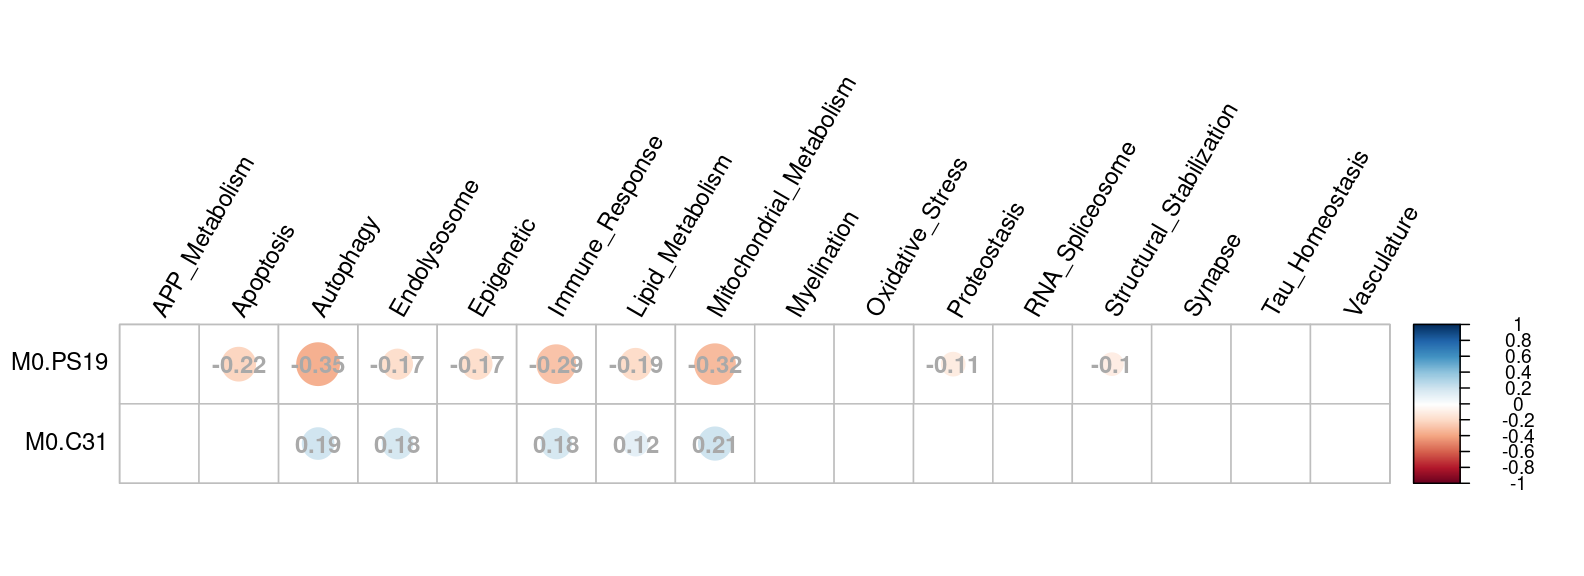 APP_Metabolism
Apoptosis
Autophagy
Endolysosome
Epigenetic
Immune_Response
Lipid_Metabolism
Mitochondrial_Metabolism
Myelination
Oxidative_Stress
Proteostasis
RNA_Spliceosome
Structural_Stabilization
Synapse
Tau_Homeostasis
Vasculature
M0.PS19 -0.22 -0.35 -0.17 -0.17 -0.29 -0.19 -0.32 -0.11 -0.1
M0.C31 0.19 0.18 0.18 0.12 0.21
1
0.8
0.6
0.4
0.2
0
-0.2
-0.4
-0.6
-0.8
-1